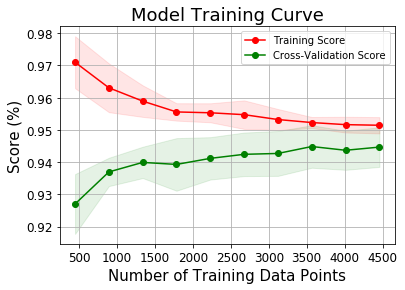 Model Training Curve
Training Score
Cross-Validation Score
Score (%)
0.98
0.97
0.96
0.95
0.94
0.93
0.92
500 1000 1500 2000 2500 3000 3500 4000 4500
Number of Training Data Points